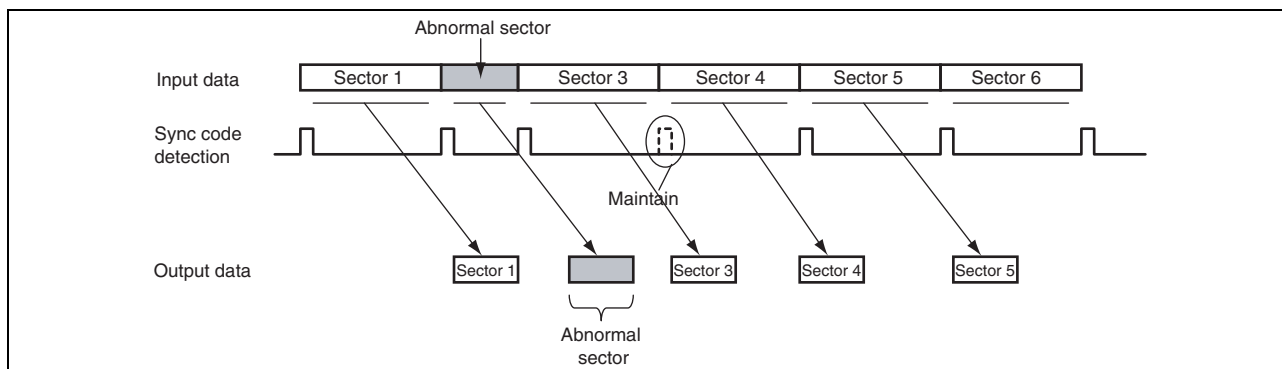 Abnormal sector
Input data
Sector 1
Sector 3
Sector 4
Sector 5
Sector 6
Sync code
detection
Maintain
Output data
Sector 1
Sector 3
Sector 4
Sector 5
Abnormal
sector